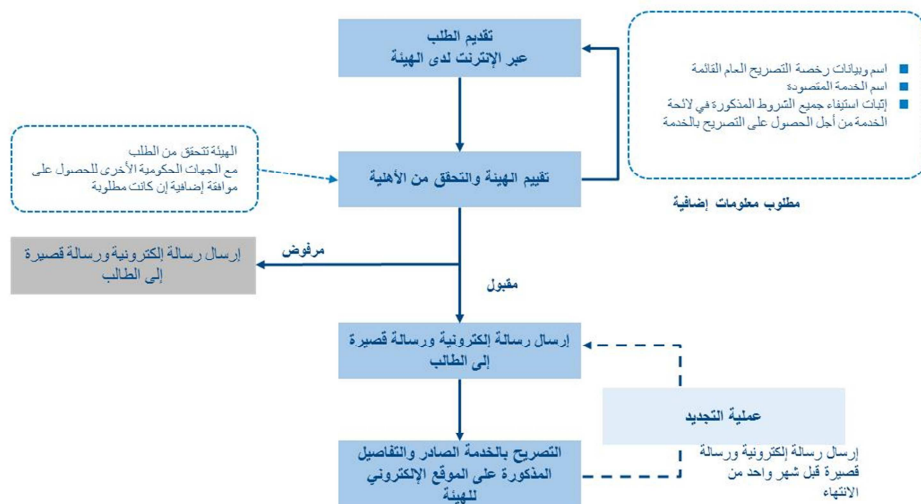 تقديم الطلب
عبر الإنترنت لدى الهيئة
اسم وبيانات رخصة التصريح العام القائمة
اسم الخدمة المقصودة
إثبات استيفاء جميع الشروط المذكورة في لائحة
الخدمة من أجل الحصول على التصريح بالخدمة
مطلوب معلومات إضافية
تقييم الهيئة والتحقق من الأهلية
الهيئة تتحقق من الطلب
مع الجهات الحكومية الأخرى للحصول على
موافقة إضافية إن كانت مطلوبة
مرفوض
إرسال رسالة إلكترونية ورسالة قصيرة
إلى الطالب
مقبول
إرسال رسالة إلكترونية ورسالة قصيرة
إلى الطالب
عملية التجديد
إرسال رسالة إلكترونية ورسالة
قصيرة قبل شهر واحد من
الانتهاء
التصريح بالخدمة الصادر والتفاصيل
المذكورة على الموقع الإلكتروني
للهيئة